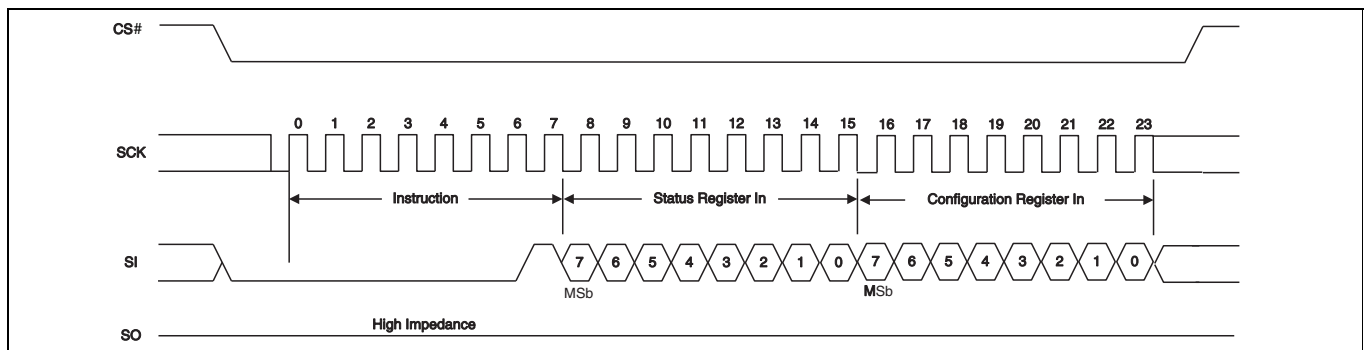 CS#
0 1 2 3 4 5 6 7 8 9 10 11 12 13 14 15 16 17 18 19 20 21 22 23
SCK
Instruction Status Register In Configuration Register In
SI 7 6 5 4 3 2 1 0 7 6 5 4 3 2 1 0
MSb MSb
High Impedance
SO